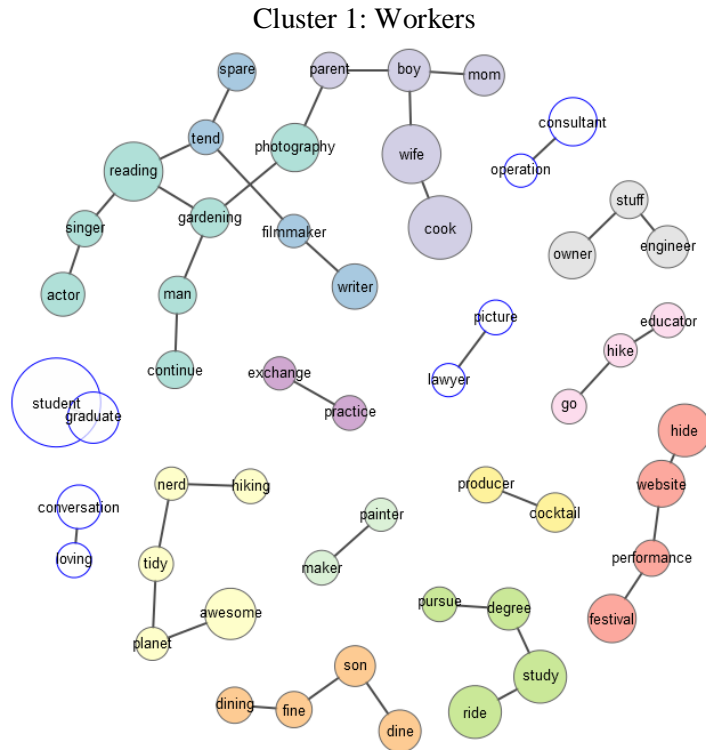 Cluster 1: Workers
spare
parent
boy
mom
consultant
tend
photography
reading
wife
operation
stuff
singer
gardening
filmmaker
cook
owner
engineer
actor
man
writer
picture
educator
hike
continue
exchange
lawyer
student
graduate
practice
go
hide
nerd
hiking
producer
website
conversation
painter
cocktail
loving
tidy
maker
performance
awesome
pursue
degree
festival
planet
son
study
dining
fine
dine
ride